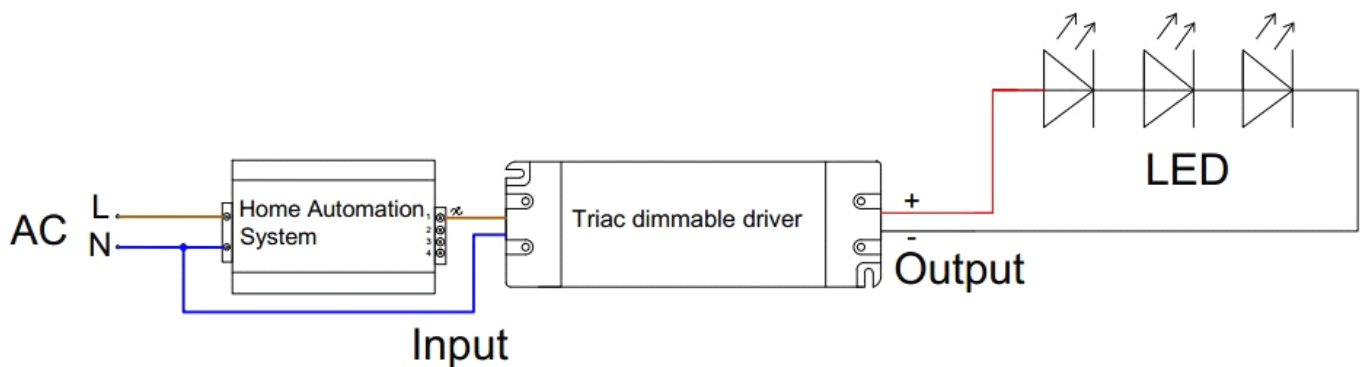 AC
L
N
Home Automation
System
1
2
3
4
Input
Triac dimmable driver
+
-
Output
LED